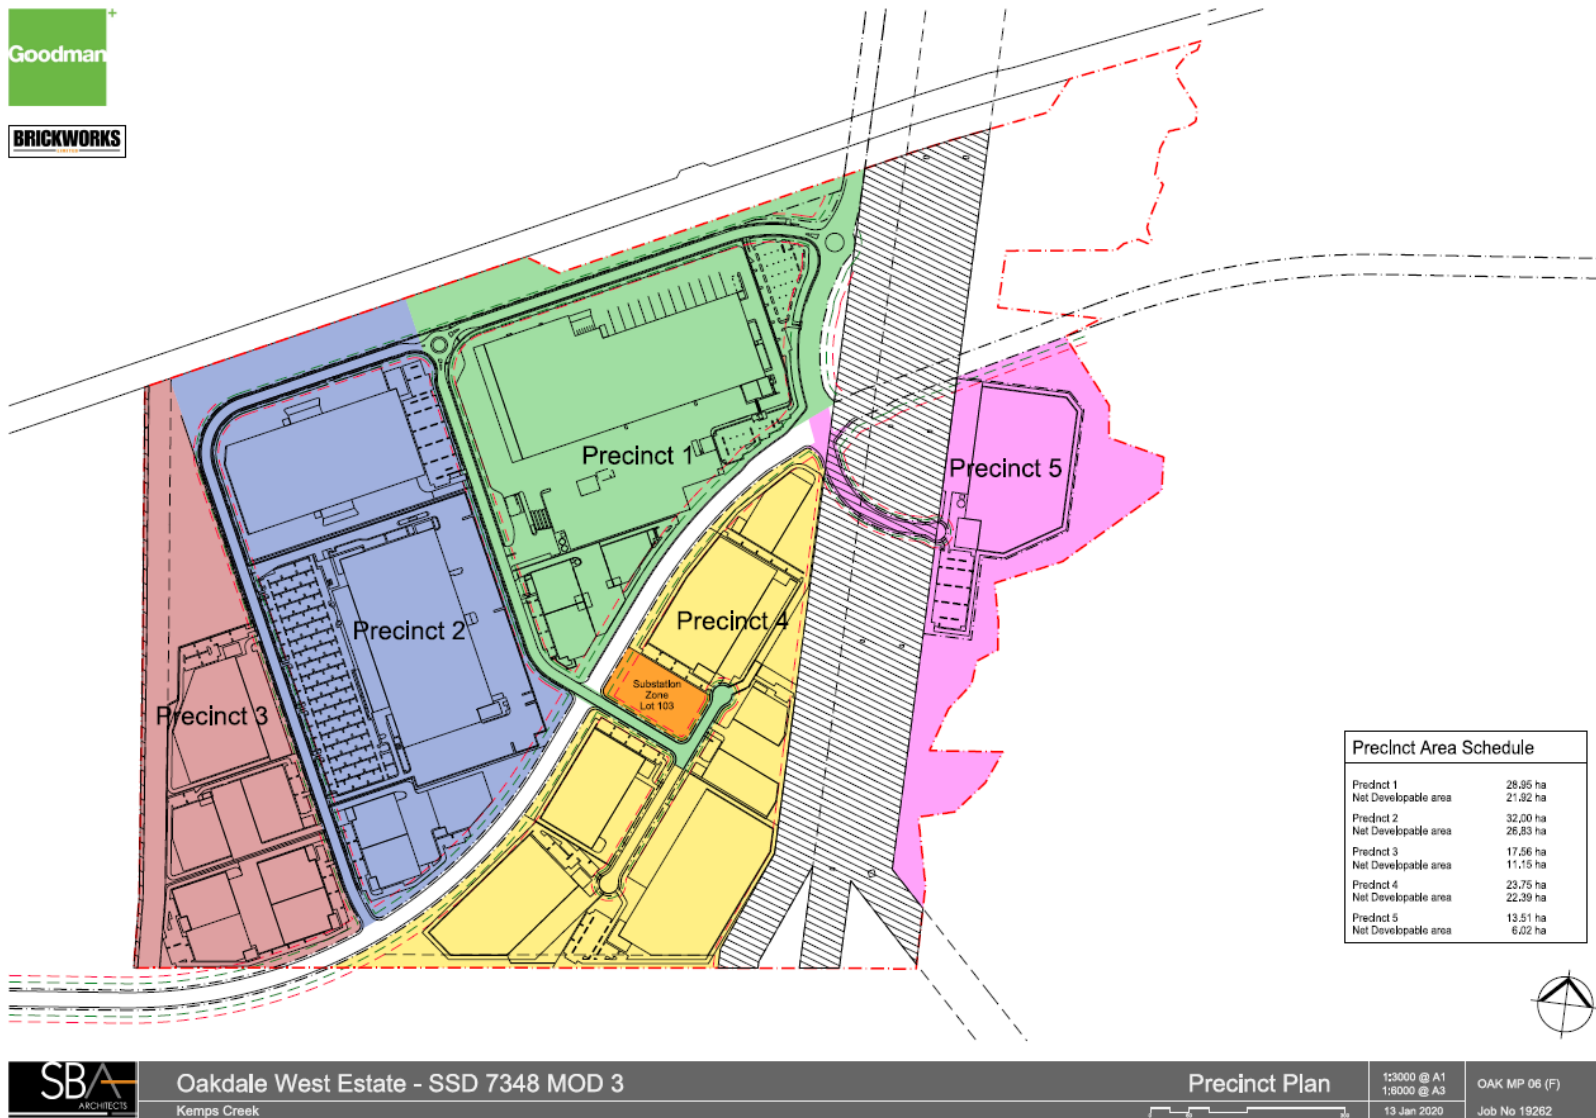 Goodman
BRICKWORKS
Precinct 1
Precinct 5
Precinct 2
Precinct 4
Substation
Zone
Lot 103
Precinct 3
Precinct Area Schedule
Precinct 1 28.95 ha
Net Developable area 21.92 ha
Precinct 2 32.00 ha
Net Developable area 26.83 ha
Precinct 3 17.56 ha
Net Developable area 11.15 ha
Precinct 4 23.75 ha
Net Developable area 22.39 ha
Precinct 5 13.51 ha
Net Developable area 6.02 ha
SBA
ARCHITECTS
Oakdale West Estate - SSD 7348 MOD 3
Kemps Creek
Precinct Plan
1:3000 @ A1
1:6000 @ A3
13 Jan 2020
OAK MP 06 (F)
Job No 19262